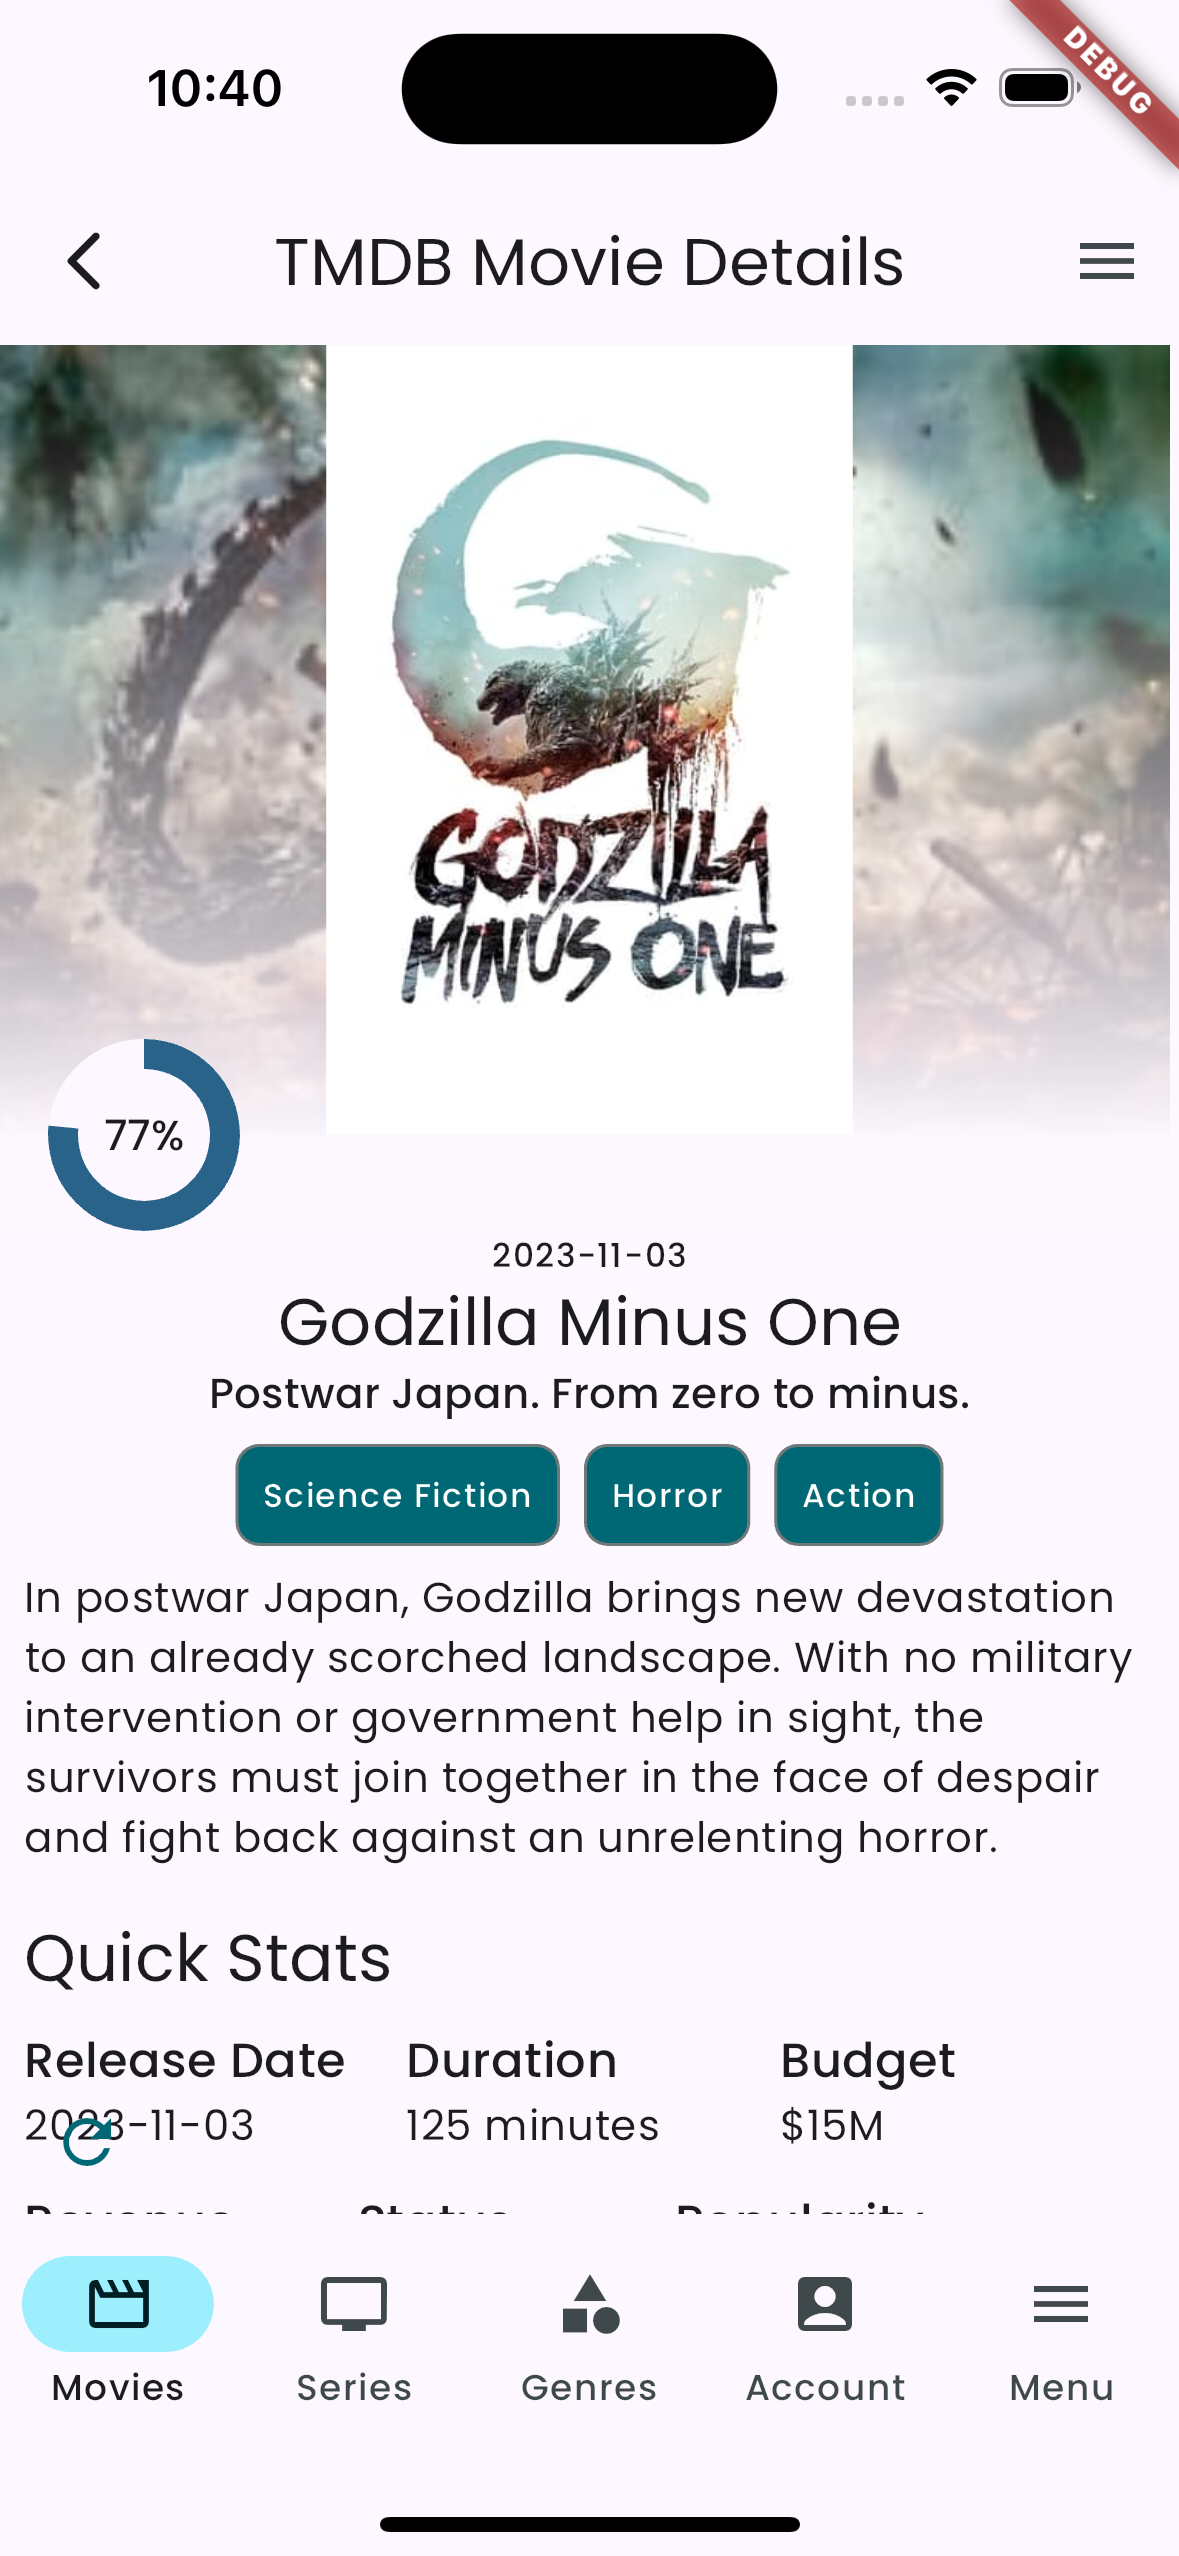 10:40
DEBUG
TMDB Movie Details
GODZILLA
MINUS ONE
77%
2023-11-03
Godzilla Minus One
Postwar Japan. From zero to minus.
Science Fiction
Horror
Action
In postwar Japan, Godzilla brings new devastation
to an already scorched landscape. With no military
intervention or government help in sight, the
survivors must join together in the face of despair
and fight back against an unrelenting horror.
Quick Stats
Release Date Duration Budget
2023-11-03 125 minutes $15M
Revenue Status Popularity
Movies Series Genres Account Menu